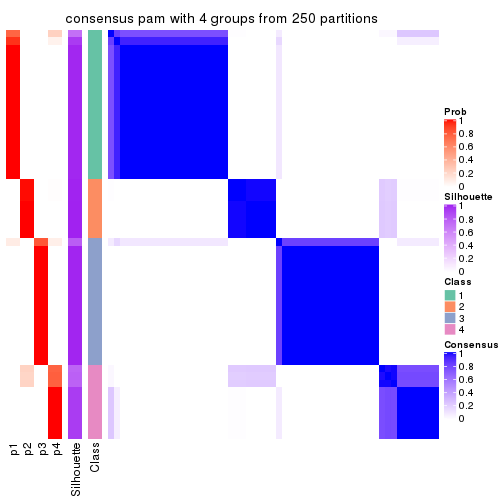 consensus pam with 4 groups from 250 partitions
Prob
1
0.8
0.6
0.4
0.2
0
Silhouette
1
0.8
0.6
0.4
0.2
0
Class
1
2
3
4
Consensus
1
0.8
0.6
0.4
0.2
0
p1
p2
p3
p4
Silhouette
Class